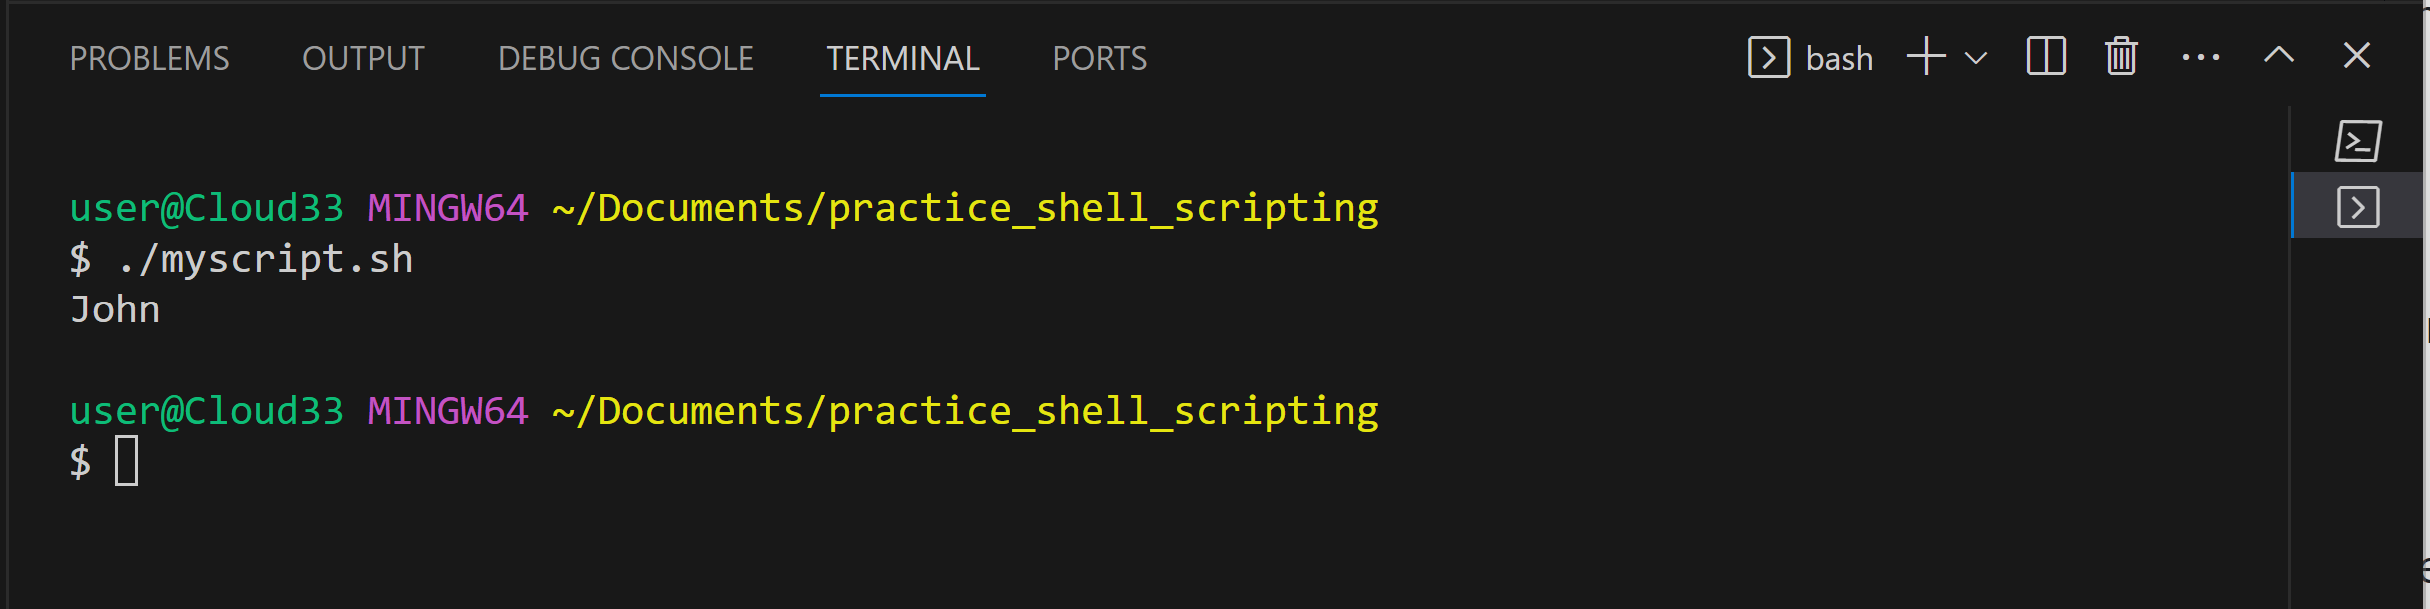 PROBLEMS OUTPUT DEBUG CONSOLE TERMINAL PORTS bash
user@Cloud33 MINGW64 ~/Documents/practice_shell_scripting
$ ./myscript.sh
John
user@Cloud33 MINGW64 ~/Documents/practice_shell_scripting
$